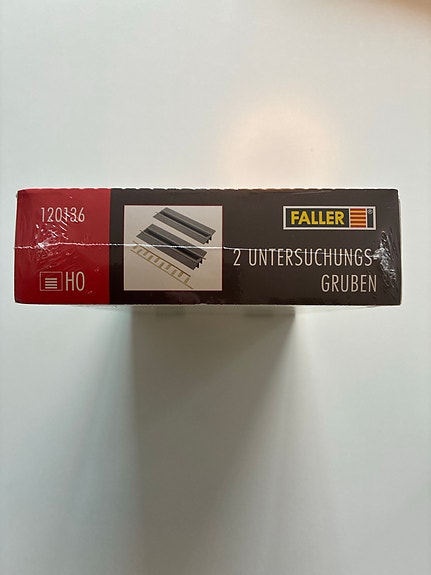 120136
H0
FALLER
2 UNTERSUCHUNGS-
GRUBEN